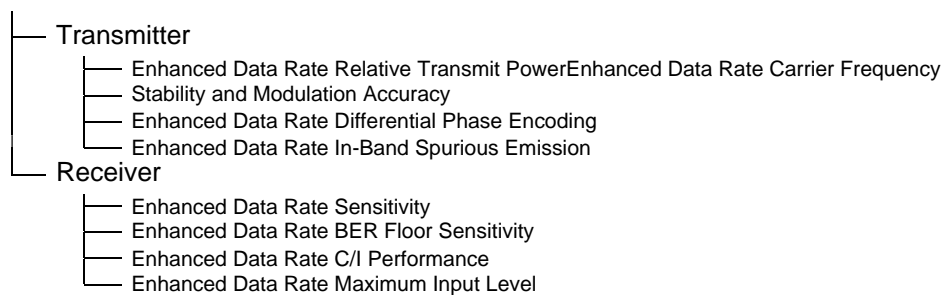 Transmitter
Enhanced Data Rate Relative Transmit PowerEnhanced Data Rate Carrier Frequency
Stability and Modulation Accuracy
Enhanced Data Rate Differential Phase Encoding
Enhanced Data Rate In-Band Spurious Emission
Receiver
Enhanced Data Rate Sensitivity
Enhanced Data Rate BER Floor Sensitivity
Enhanced Data Rate C/I Performance
Enhanced Data Rate Maximum Input Level